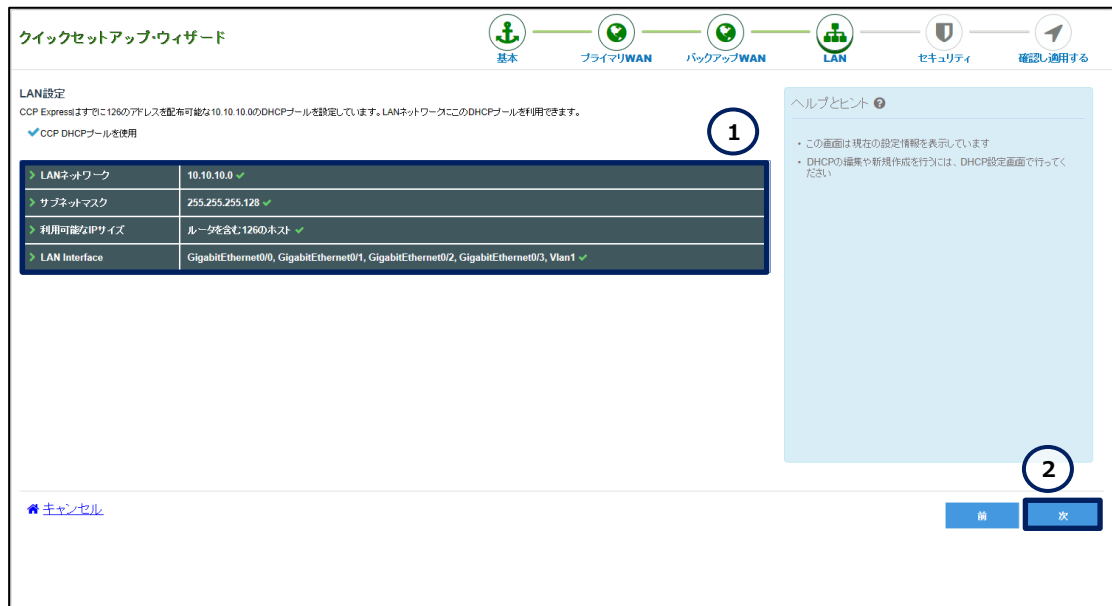 クイックセットアップ・ウィザード
基本
プライマリWAN
バックアップWAN
LAN
セキュリティ
確認し適用する
LAN設定
CCP Expressはすでに126のアドレスを配布可能な10.10.10.0のDHCPプールを設定しています。LANネットワークにこのDHCPプールを利用できます。
CCP DHCPプールを使用
1
LANネットワーク 10.10.10.0
サブネットマスク 255.255.255.128
利用可能なIPサイズ ルータを含む126のホスト
LAN Interface GigabitEthernet0/0, GigabitEthernet0/1, GigabitEthernet0/2, GigabitEthernet0/3, Vlan1
ヘルプとヒント
この画面は現在の設定情報を表示しています
DHCPの編集や新規作成を行うには、DHCP設定画面で行ってく
ださい
2
キャンセル
前
次